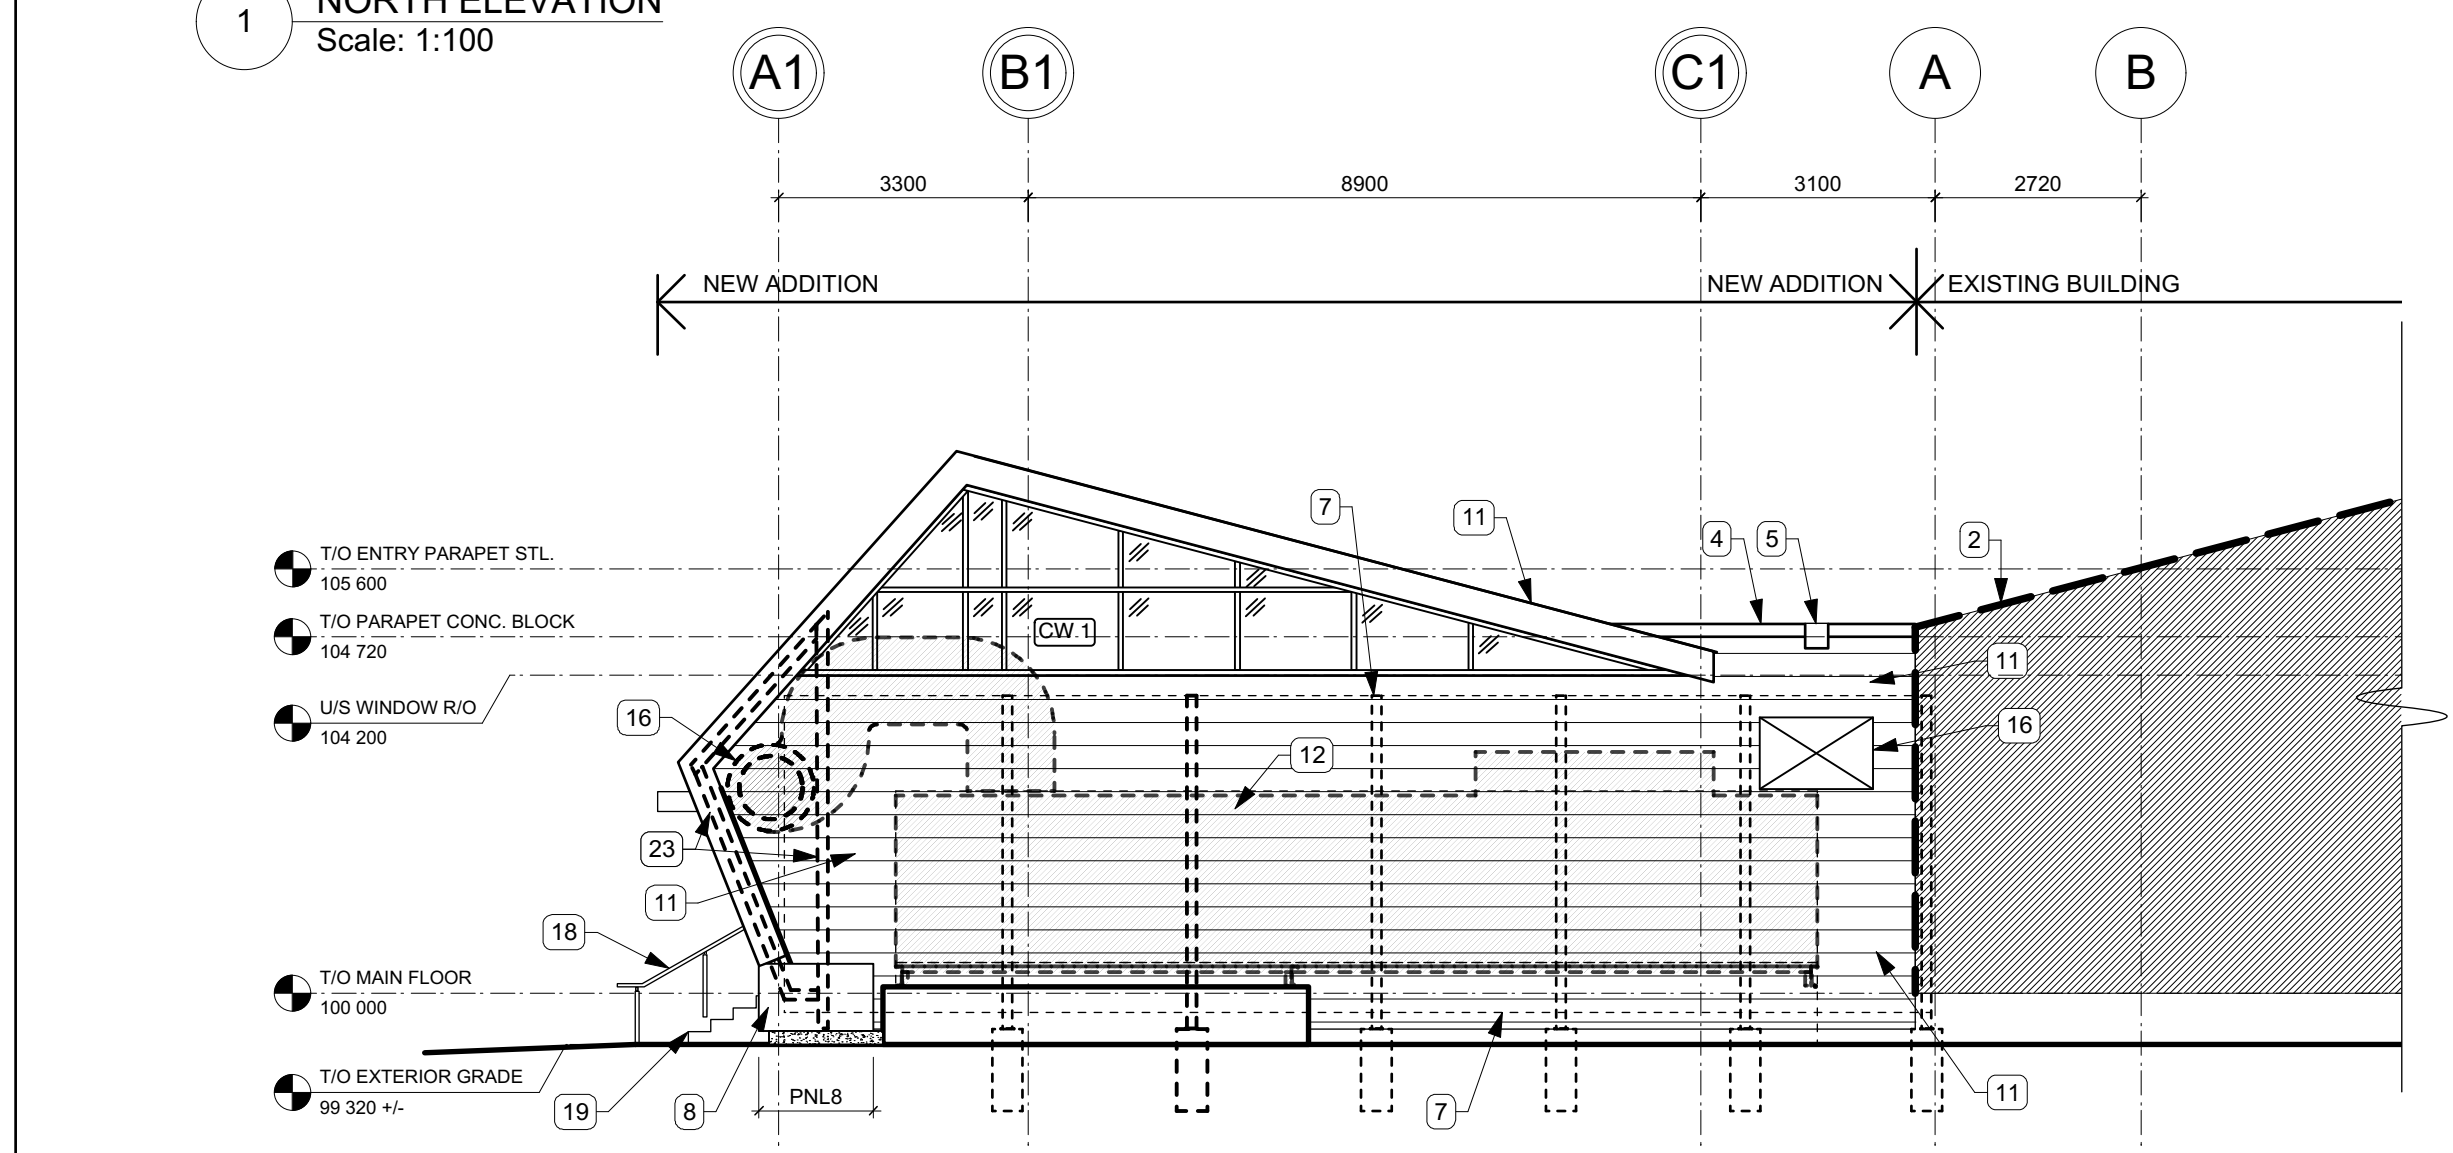 1
NORTH ELEVATION
Scale: 1:100
A1 B1 C1 A B
3300 8900 3100 2720
NEW ADDITION NEW ADDITION EXISTING BUILDING
7 11 4 5 2
T/O ENTRY PARAPET STL.
105 600
T/O PARAPET CONC. BLOCK
104 720
CW 1
11
U/S WINDOW R/O
104 200
16 16
12
23
11
18
T/O MAIN FLOOR
100 000
T/O EXTERIOR GRADE
99 320 +/-
PNL8
19 8 7 11